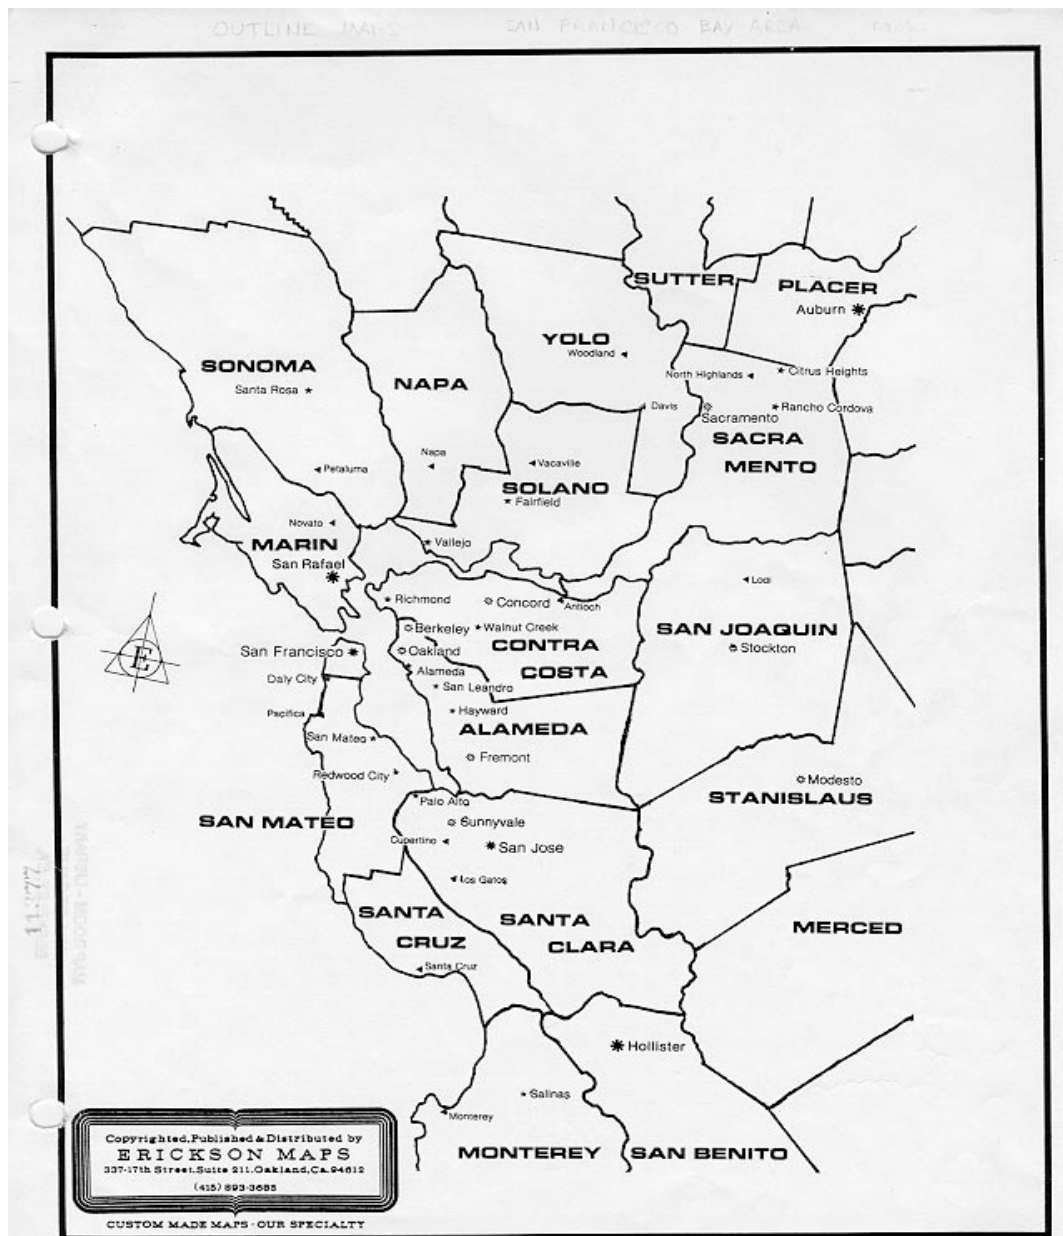 OUTLINE MAPS SAN FRANCISCO BAY AREA
SUTTER
PLACER
Auburn
YOLO
Woodland
SONOMA
Santa Rosa
NAPA
North Highlands
Citrus Heights
Davis
Sacramento
Rancho Cordova
SACRA
MENTO
Napa
Petaluma
Vacaville
SOLANO
Fairfield
Novato
MARIN
San Rafael
Vallejo
Lodi
Richmond
Concord
Antioch
Berkeley
Walnut Creek
SAN JOAQUIN
CONTRA
COSTA
Stockton
E
San Francisco
Oakland
Alameda
Daly City
San Leandro
Pacifica
Hayward
ALAMEDA
San Mateo
Fremont
Redwood City
Modesto
STANISLAUS
Palo Alto
SAN MATEO
Sunnyvale
Cupertino
San Jose
Los Gatos
SANTA
CRUZ
SANTA
CLARA
MERCED
Santa Cruz
Hollister
Salinas
Monterey
MONTEREY
SAN BENITO
11.777
MAP ROOM - LIBRARY
Copyrighted, Published & Distributed by
ERICKSON MAPS
337-17th Street, Suite 211, Oakland, Ca. 94612
(415) 893-3685
CUSTOM MADE MAPS - OUR SPECIALTY